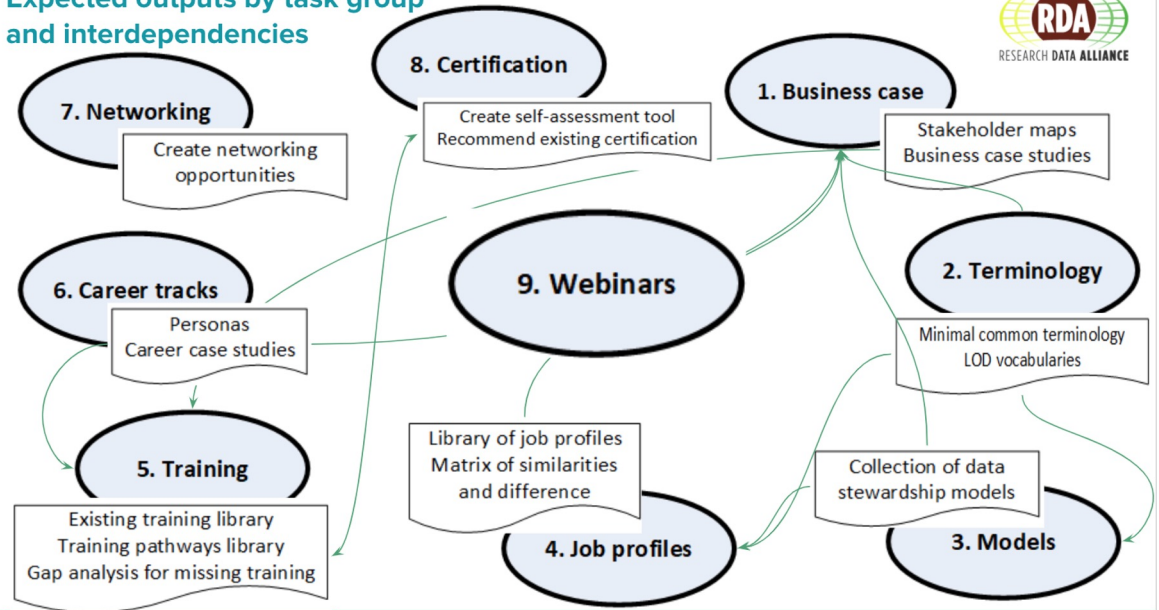 Expected outputs by task group
and interdependencies
RDA
RESEARCH DATA ALLIANCE
7. Networking
Create networking
opportunities
8. Certification
Create self-assessment tool
Recommend existing certification
1. Business case
Stakeholder maps
Business case studies
6. Career tracks
Personas
Career case studies
9. Webinars
2. Terminology
Minimal common terminology
LOD vocabularies
5. Training
Existing training library
Training pathways library
Gap analysis for missing training
Library of job profiles
Matrix of similarities
and difference
4. Job profiles
Collection of data
stewardship models
3. Models